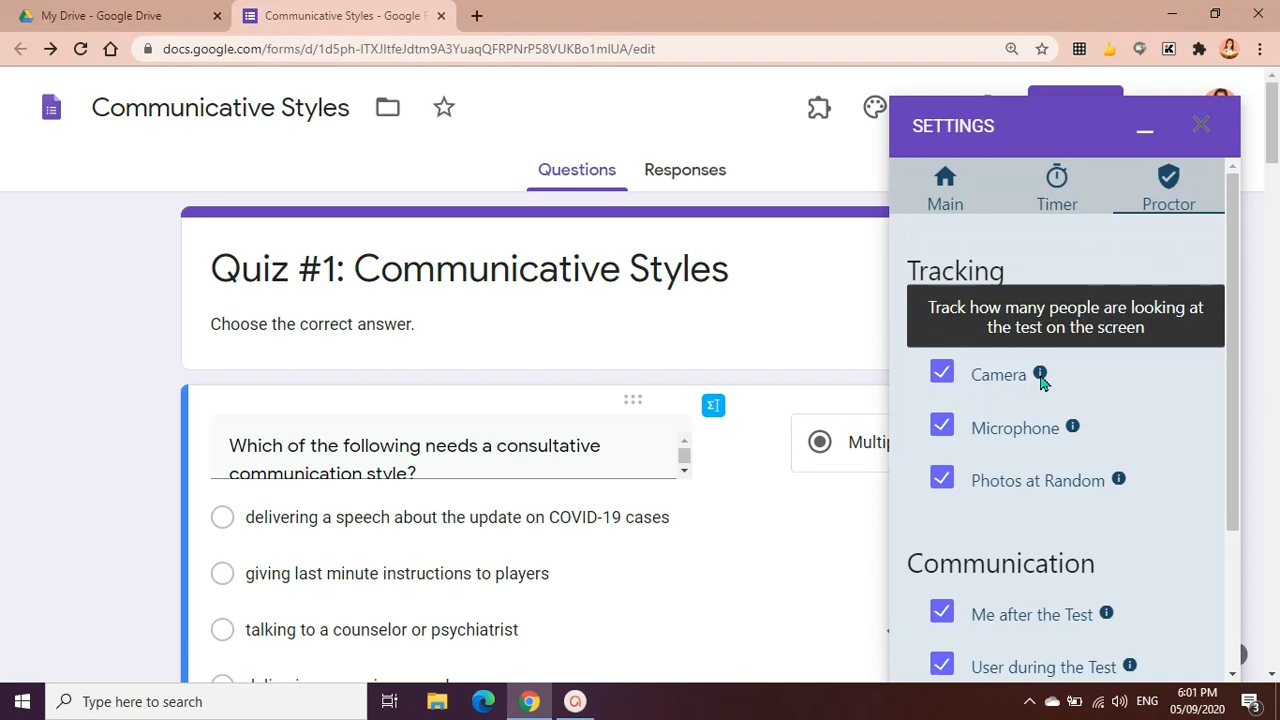 My Drive - Google Drive
Communicative Styles - Google F
docs.google.com/forms/d/1d5ph-ITXJltfeJdtm9A3YuaqQFRPNrP58VUKBo1mIUA/edit
Communicative Styles
Questions
Responses
SETTINGS
Main
Timer
Proctor
Quiz #1: Communicative Styles
Choose the correct answer.
Tracking
Track how many people are looking at
the test on the screen
Camera
Microphone
Photos at Random
Which of the following needs a consultative
communication style?
Multip
delivering a speech about the update on COVID-19 cases
giving last minute instructions to players
talking to a counselor or psychiatrist
Communication
Me after the Test
User during the Test
Type here to search
ENG
6:01 PM
05/09/2020
3